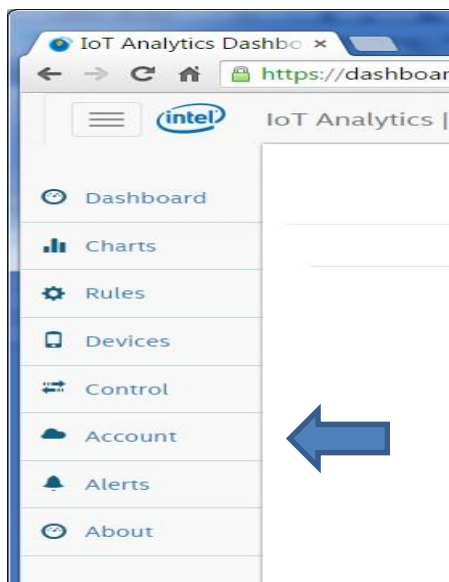 IoT Analytics Dashbo
https://dashboar
intel IoT Analytics |
Dashboard
Charts
Rules
Devices
Control
Account
Alerts
About